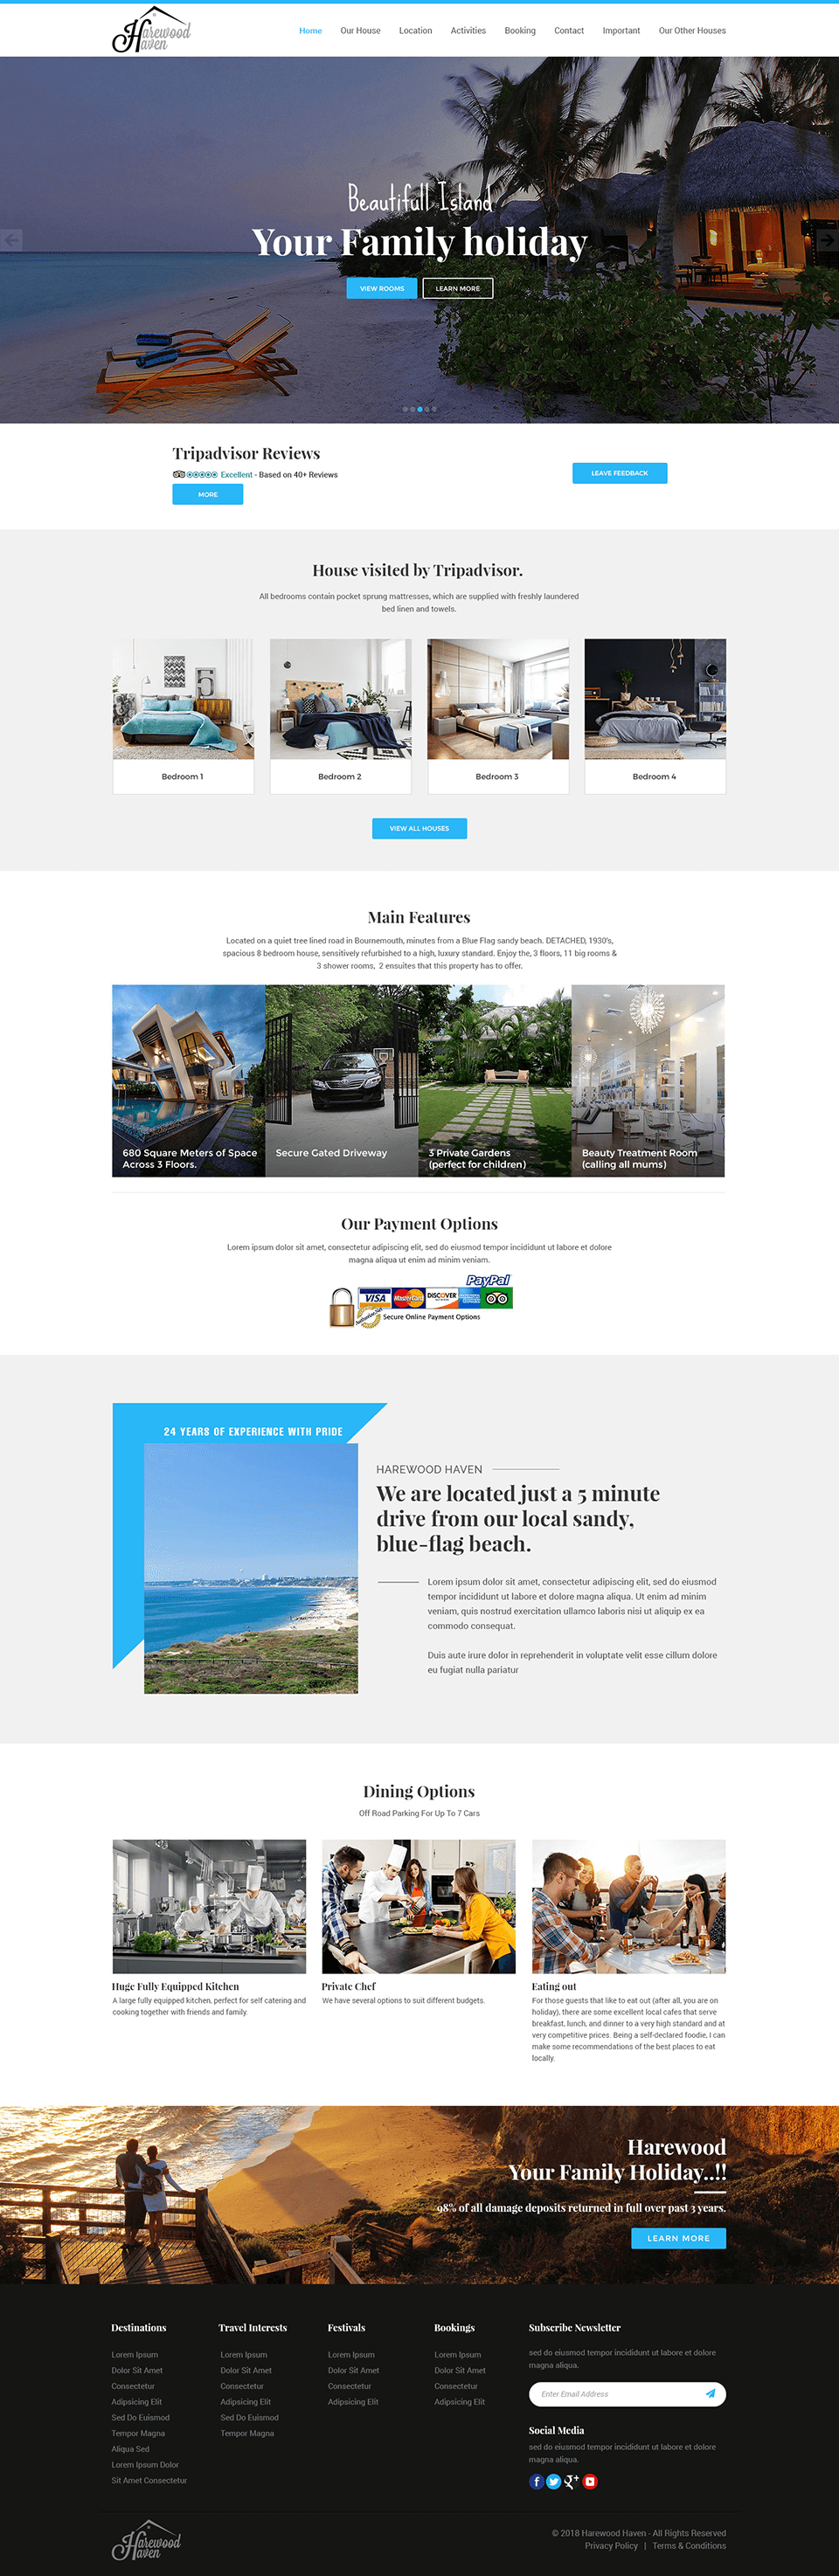 Harewood
Haven
Home Our House Location Activities Booking Contact Important Our Other Houses
Beautifull Island
Your Family holiday
VIEW ROOMS LEARN MORE
Tripadvisor Reviews
Excellent - Based on 40+ Reviews
MORE
LEAVE FEEDBACK
House visited by Tripadvisor.
All bedrooms contain pocket sprung mattresses, which are supplied with freshly laundered
bed linen and towels.
Bedroom 1
Bedroom 2
Bedroom 3
Bedroom 4
VIEW ALL HOUSES
Main Features
Located on a quiet tree lined road in Bournemouth, minutes from a Blue Flag sandy beach. DETACHED, 1930's,
spacious 8 bedroom house, sensitively refurbished to a high, luxury standard. Enjoy the, 3 floors, 11 big rooms &
3 shower rooms, 2 ensuites that this property has to offer.
680 Square Meters of Space
Across 3 Floors.
Secure Gated Driveway
3 Private Gardens
(perfect for children)
Beauty Treatment Room
(calling all mums)
Our Payment Options
Lorem ipsum dolor sit amet, consectetur adipiscing elit, sed do eiusmod tempor incididunt ut labore et dolore
magna aliqua ut enim ad minim veniam.
PayPal
VISA MasterCard DISCOVER
Secure Online Payment Options
24 YEARS OF EXPERIENCE WITH PRIDE
HAREWOOD HAVEN
We are located just a 5 minute
drive from our local sandy,
blue-flag beach.
Lorem ipsum dolor sit amet, consectetur adipiscing elit, sed do eiusmod
tempor incididunt ut labore et dolore magna aliqua. Ut enim ad minim
veniam, quis nostrud exercitation ullamco laboris nisi ut aliquip ex ea
commodo consequat.
Duis aute irure dolor in reprehenderit in voluptate velit esse cillum dolore
eu fugiat nulla pariatur
Dining Options
Off Road Parking For Up To 7 Cars
Huge Fully Equipped Kitchen
A large fully equipped kitchen, perfect for self catering and
cooking together with friends and family.
Private Chef
We have several options to suit different budgets.
Eating out
For those guests that like to eat out (after all, you are on
holiday), there are some excellent local cafes that serve
breakfast, lunch, and dinner to a very high standard and at
very competitive prices. Being a self-declared foodie, I can
make some recommendations of the best places to eat
locally.
Harewood
Your Family Holiday..!!
98% of all damage deposits returned in full over past 3 years.
LEARN MORE
Destinations
Lorem Ipsum
Dolor Sit Amet
Consectetur
Adipiscing Elit
Sed Do Euismod
Tempor Magna
Aliqua Sed
Lorem Ipsum Dolor
Sit Amet Consectetur
Travel Interests
Lorem Ipsum
Dolor Sit Amet
Consectetur
Adipiscing Elit
Sed Do Euismod
Tempor Magna
Festivals
Lorem Ipsum
Dolor Sit Amet
Consectetur
Adipiscing Elit
Bookings
Lorem Ipsum
Dolor Sit Amet
Consectetur
Adipiscing Elit
Subscribe Newsletter
sed do eiusmod tempor incididunt ut labore et dolore
magna aliqua.
Enter Email Address
Social Media
sed do eiusmod tempor incididunt ut labore et dolore
magna aliqua.
Harewood
Haven
© 2018 Harewood Haven - All Rights Reserved
Privacy Policy | Terms & Conditions